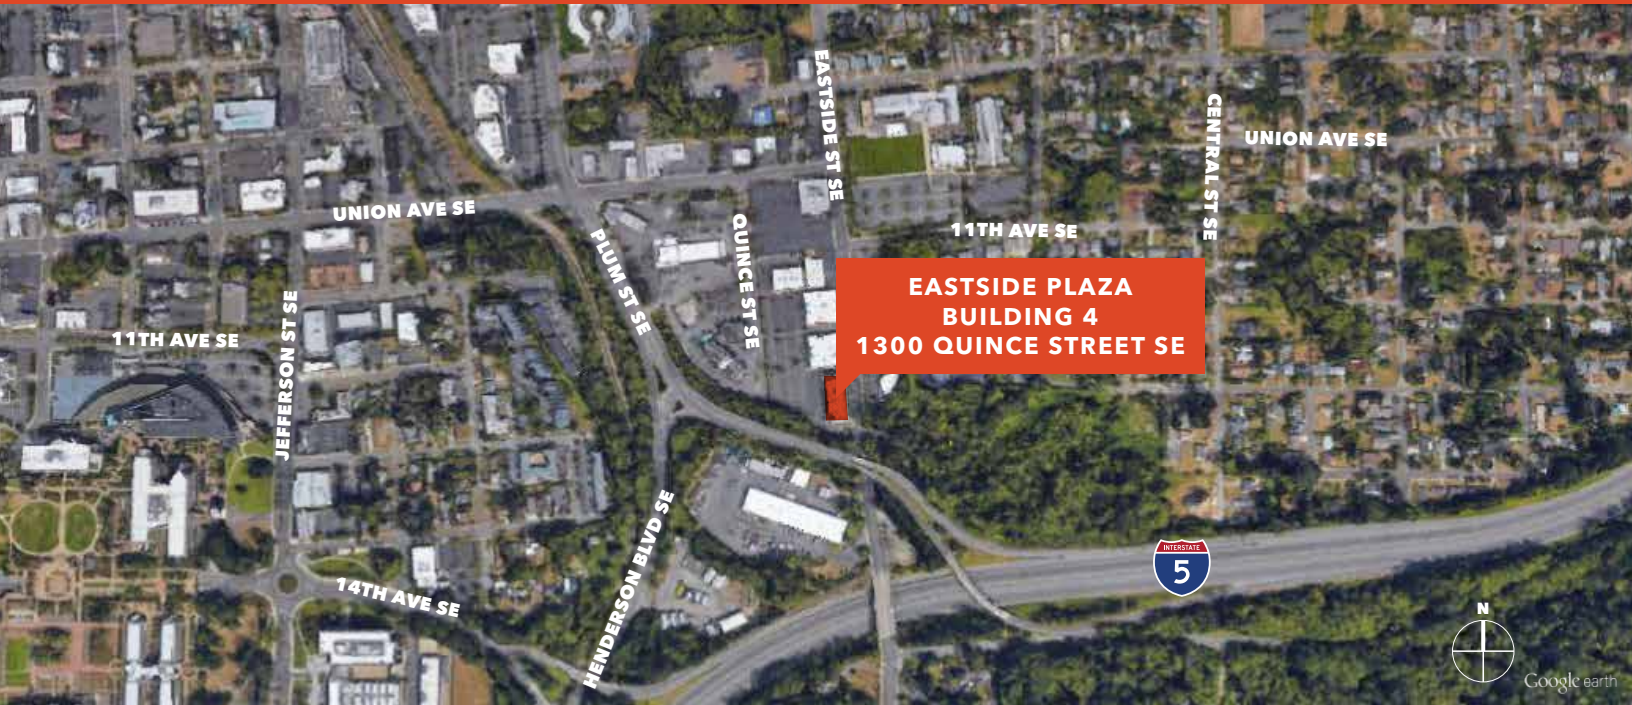 EASTSIDE ST SE
CENTRAL ST SE
UNION AVE SE
UNION AVE SE
QUINCE ST SE
PLUM ST SE
11TH AVE SE
EASTSIDE PLAZA
BUILDING 4
1300 QUINCE STREET SE
JEFFERSON ST SE
11TH AVE SE
HENDERSON BLVD SE
INTERSTATE
5
14TH AVE SE
N
Google earth